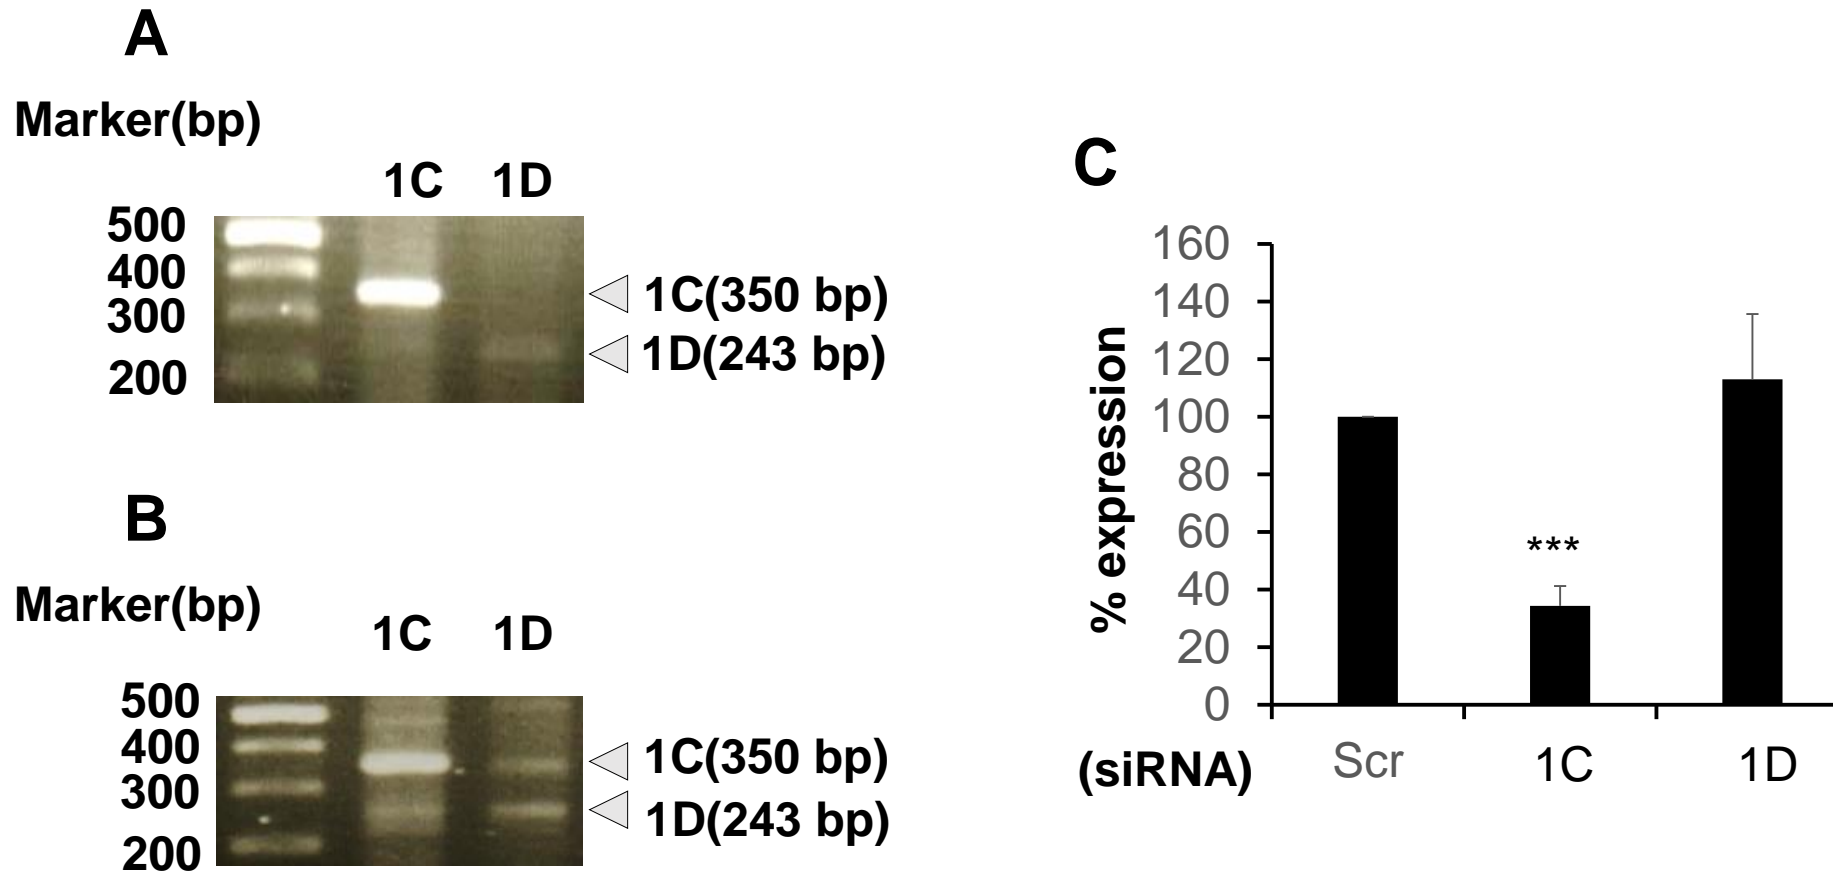 A
Marker(bp)
1C 1D
500
400
300
200
1C(350 bp)
1D(243 bp)
B
Marker(bp)
1C 1D
500
400
300
200
1C(350 bp)
1D(243 bp)
C
% expression
160
140
120
100
80
60
40
20
0
***
(siRNA) Scr 1C 1D